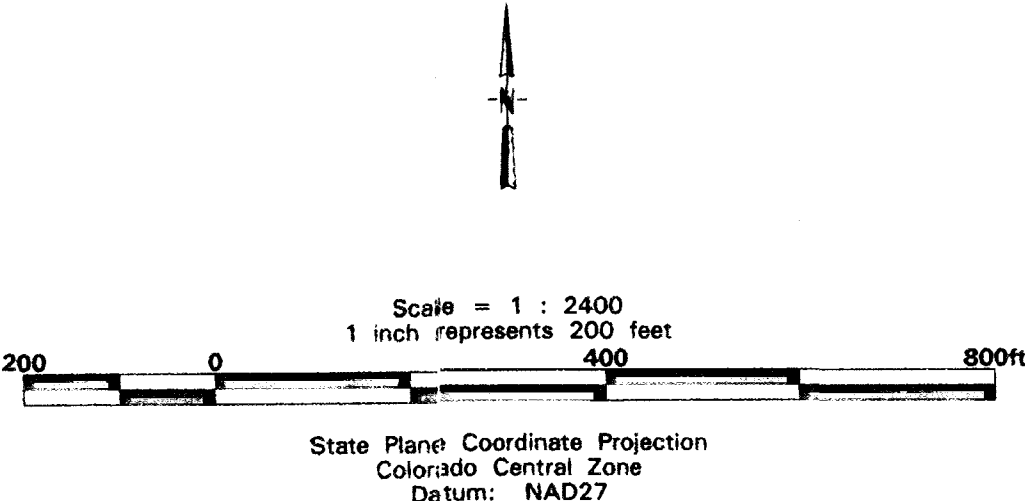 N
Scale = 1 : 2400
1 inch represents 200 feet
200 0 400 800ft
State Plane Coordinate Projection
Colorado Central Zone
Datum: NAD27